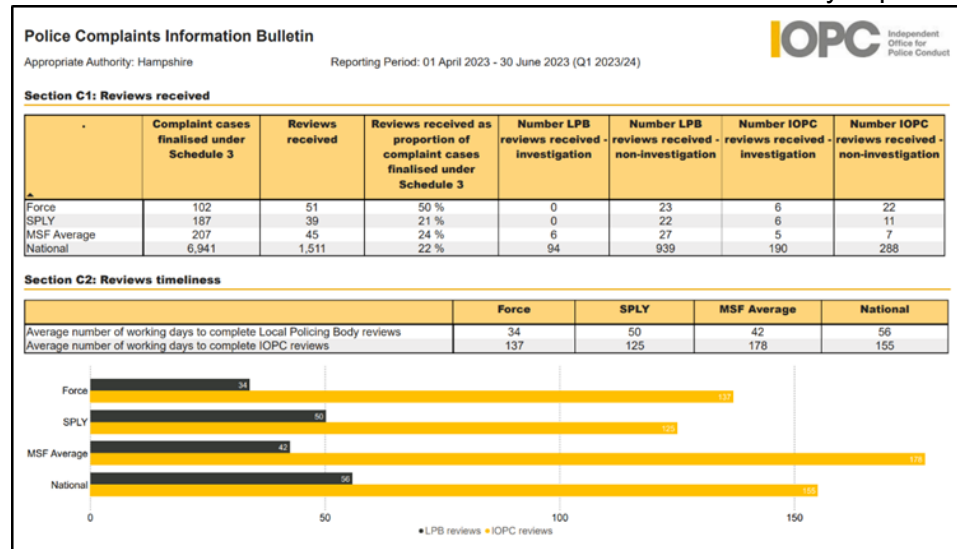 Police Complaints Information Bulletin
IOPC Independent Office for Police Conduct
Appropriate Authority: Hampshire Reporting Period: 01 April 2023 - 30 June 2023 (Q1 2023/24)
Section C1: Reviews received
. Complaint cases finalised under Schedule 3 Reviews received Reviews received as proportion of complaint cases finalised under Schedule 3 Number LPB reviews received - investigation Number LPB reviews received - non-investigation Number IOPC reviews received - investigation Number IOPC reviews received - non-investigation
Force 102 51 50 % 0 23 6 22
SPLY 187 39 21 % 0 22 6 11
MSF Average 207 45 24 % 6 27 5 7
National 6,941 1,511 22 % 94 939 190 288
Section C2: Reviews timeliness
Force SPLY MSF Average National
Average number of working days to complete Local Policing Body reviews 34 50 42 56
Average number of working days to complete IOPC reviews 137 125 178 155
Force 34 137
SPLY 50 125
MSF Average 42 178
National 56 155
0 50 100 150
LPB reviews IOPC reviews